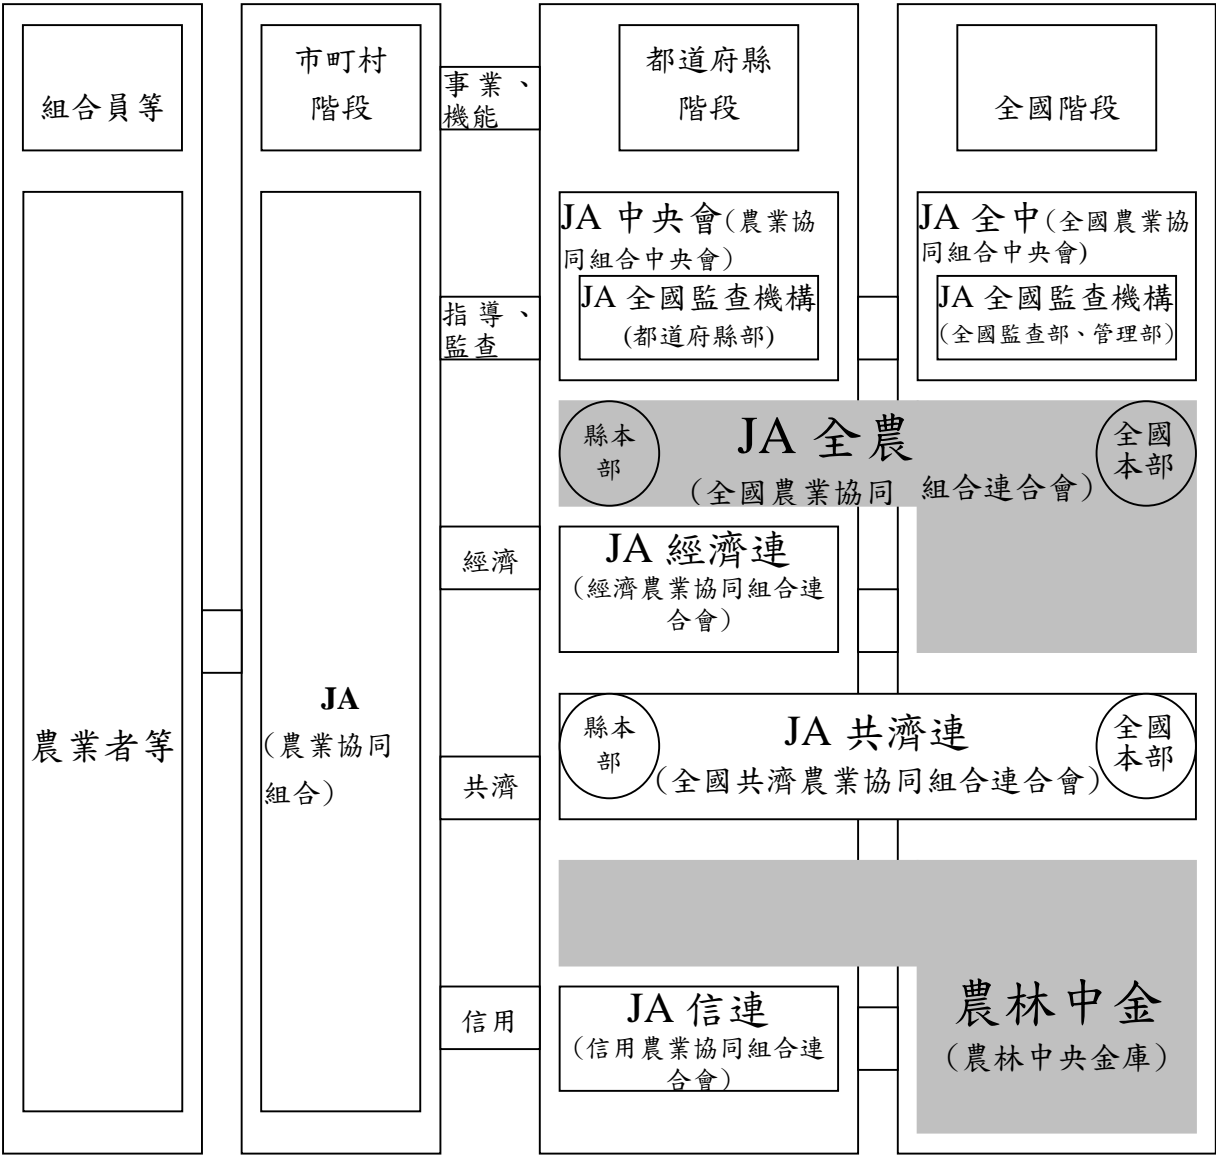 組合員等
市町村
階段
事業、
機能
都道府縣
階段
全國階段
JA 中央會(農業協
同組合中央會)
JA 全國監查機構
(都道府縣部)
JA 全中(全國農業協
同組合中央會)
JA 全國監查機構
(全國監查部、管理部)
指導、
監查
縣本
部
JA 全農
(全國農業協同 組合連合會)
全國
本部
經濟
JA 經濟連
(經濟農業協同組合連
合會)
農業者等
JA
(農業協同
組合)
共濟
縣本
部
JA 共濟連
(全國共濟農業協同組合連合會)
全國
本部
信用
JA 信連
(信用農業協同組合連
合會)
農林中金
(農林中央金庫)